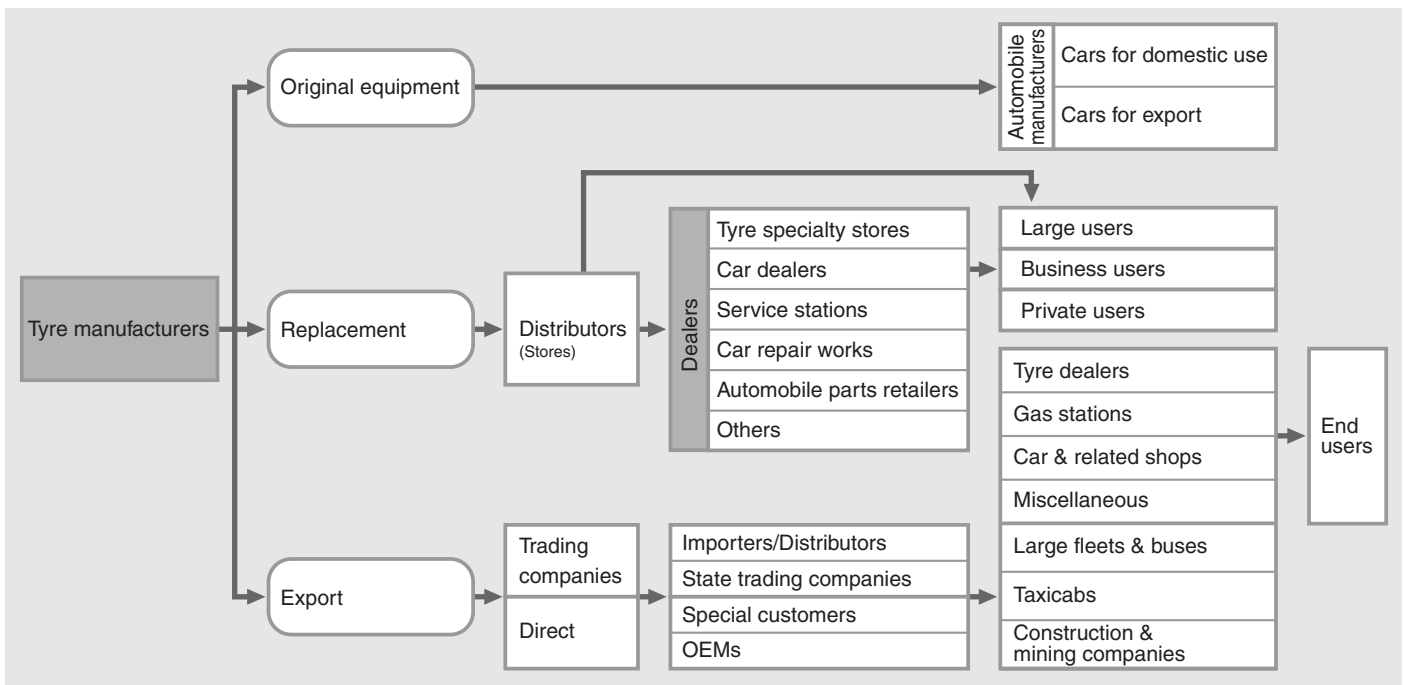 Tyre manufacturers
Original equipment
Automobile
manufacturers
Cars for domestic use
Cars for export
Replacement
Distributors
(Stores)
Dealers
Tyre specialty stores
Car dealers
Service stations
Car repair works
Automobile parts retailers
Others
Large users
Business users
Private users
Export
Trading
companies
Direct
Importers/Distributors
State trading companies
Special customers
OEMs
Tyre dealers
Gas stations
Car & related shops
Miscellaneous
Large fleets & buses
Taxicabs
Construction &
mining companies
End
users